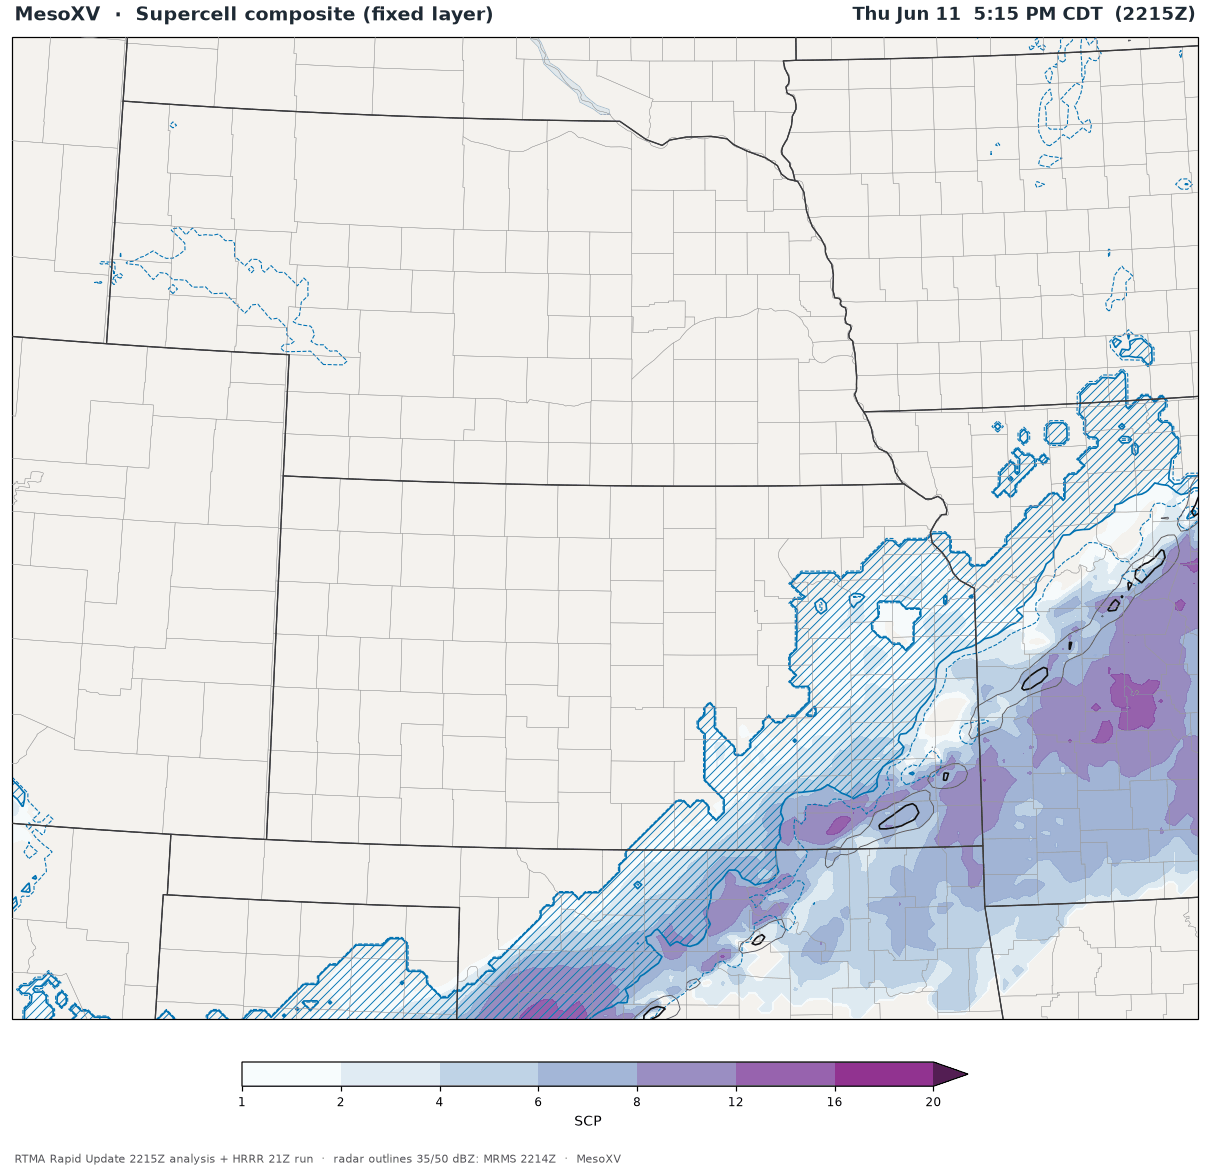 MesoXV · Supercell composite (fixed layer)
Thu Jun 11 5:15 PM CDT (2215Z)
1 2 4 6 8 12 16 20
SCP
RTMA Rapid Update 2215Z analysis + HRRR 21Z run · radar outlines 35/50 dBZ: MRMS 2214Z · MesoXV